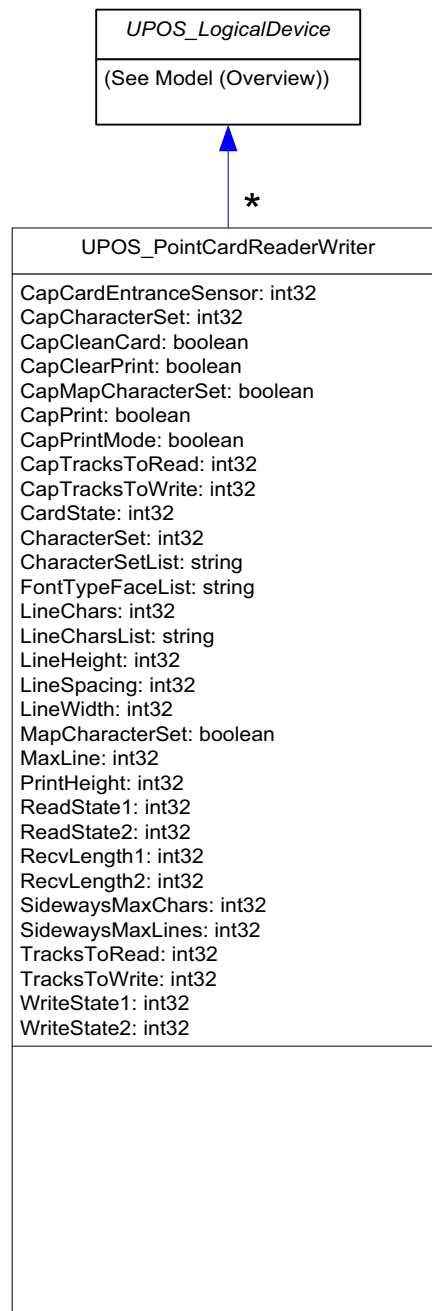 UPOS_LogicalDevice
(See Model (Overview))
*
UPOS_PointCardReaderWriter
CapCardEntranceSensor: int32
CapCharacterSet: int32
CapCleanCard: boolean
CapClearPrint: boolean
CapMapCharacterSet: boolean
CapPrint: boolean
CapPrintMode: boolean
CapTracksToRead: int32
CapTracksToWrite: int32
CardState: int32
CharacterSet: int32
CharacterSetList: string
FontTypeFaceList: string
LineChars: int32
LineCharsList: string
LineHeight: int32
LineSpacing: int32
LineWidth: int32
MapCharacterSet: boolean
MaxLine: int32
PrintHeight: int32
ReadState1: int32
ReadState2: int32
RecvLength1: int32
RecvLength2: int32
SidewaysMaxChars: int32
SidewaysMaxLines: int32
TracksToRead: int32
TracksToWrite: int32
WriteState1: int32
WriteState2: int32